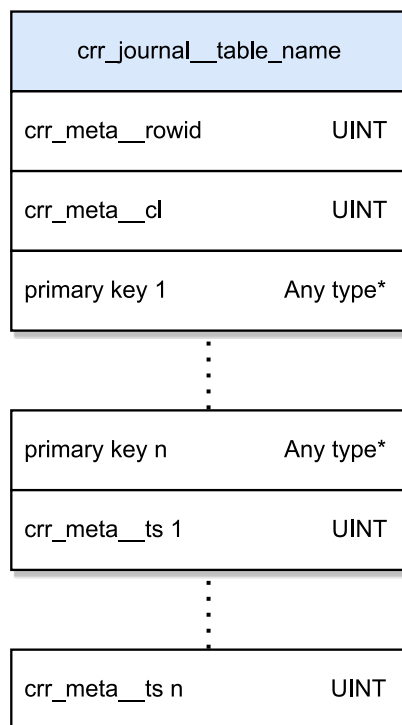 crr_journal__table_name
crr_meta__rowid UINT
crr_meta__cl UINT
primary key 1 Any type*
primary key n Any type*
crr_meta__ts 1 UINT
crr_meta__ts n UINT